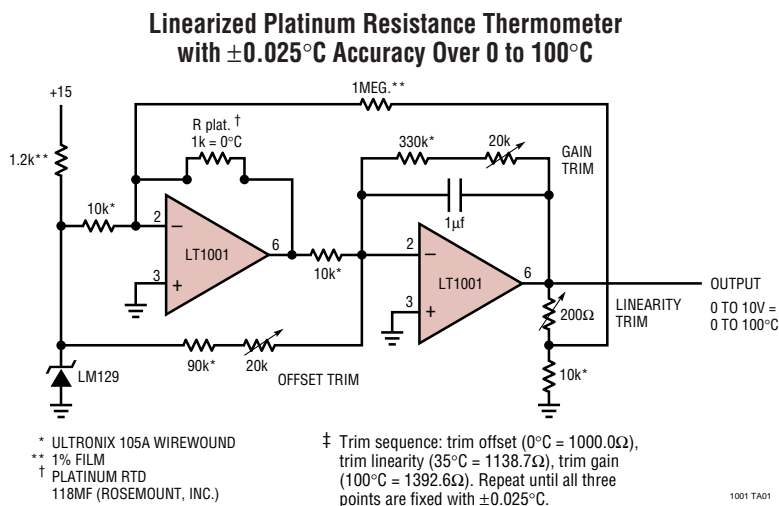 Linearized Platinum Resistance Thermometer
with ±0.025°C Accuracy Over 0 to 100°C
+15
1MEG.**
R plat. †
1k = 0°C
330k*
20k
GAIN
TRIM
1.2k**
10k*
1µf
2
–
LT1001
6
3
+
10k*
2
–
LT1001
6
3
+
OUTPUT
0 TO 10V =
0 TO 100°C
LINEARITY
TRIM
200Ω
90k*
20k
OFFSET TRIM
10k*
LM129
* ULTRONIX 105A WIREWOUND
** 1% FILM
† PLATINUM RTD
118MF (ROSEMOUNT, INC.)
‡ Trim sequence: trim offset (0°C = 1000.0Ω),
trim linearity (35°C = 1138.7Ω), trim gain
(100°C = 1392.6Ω). Repeat until all three
points are fixed with ±0.025°C.
1001 TA01